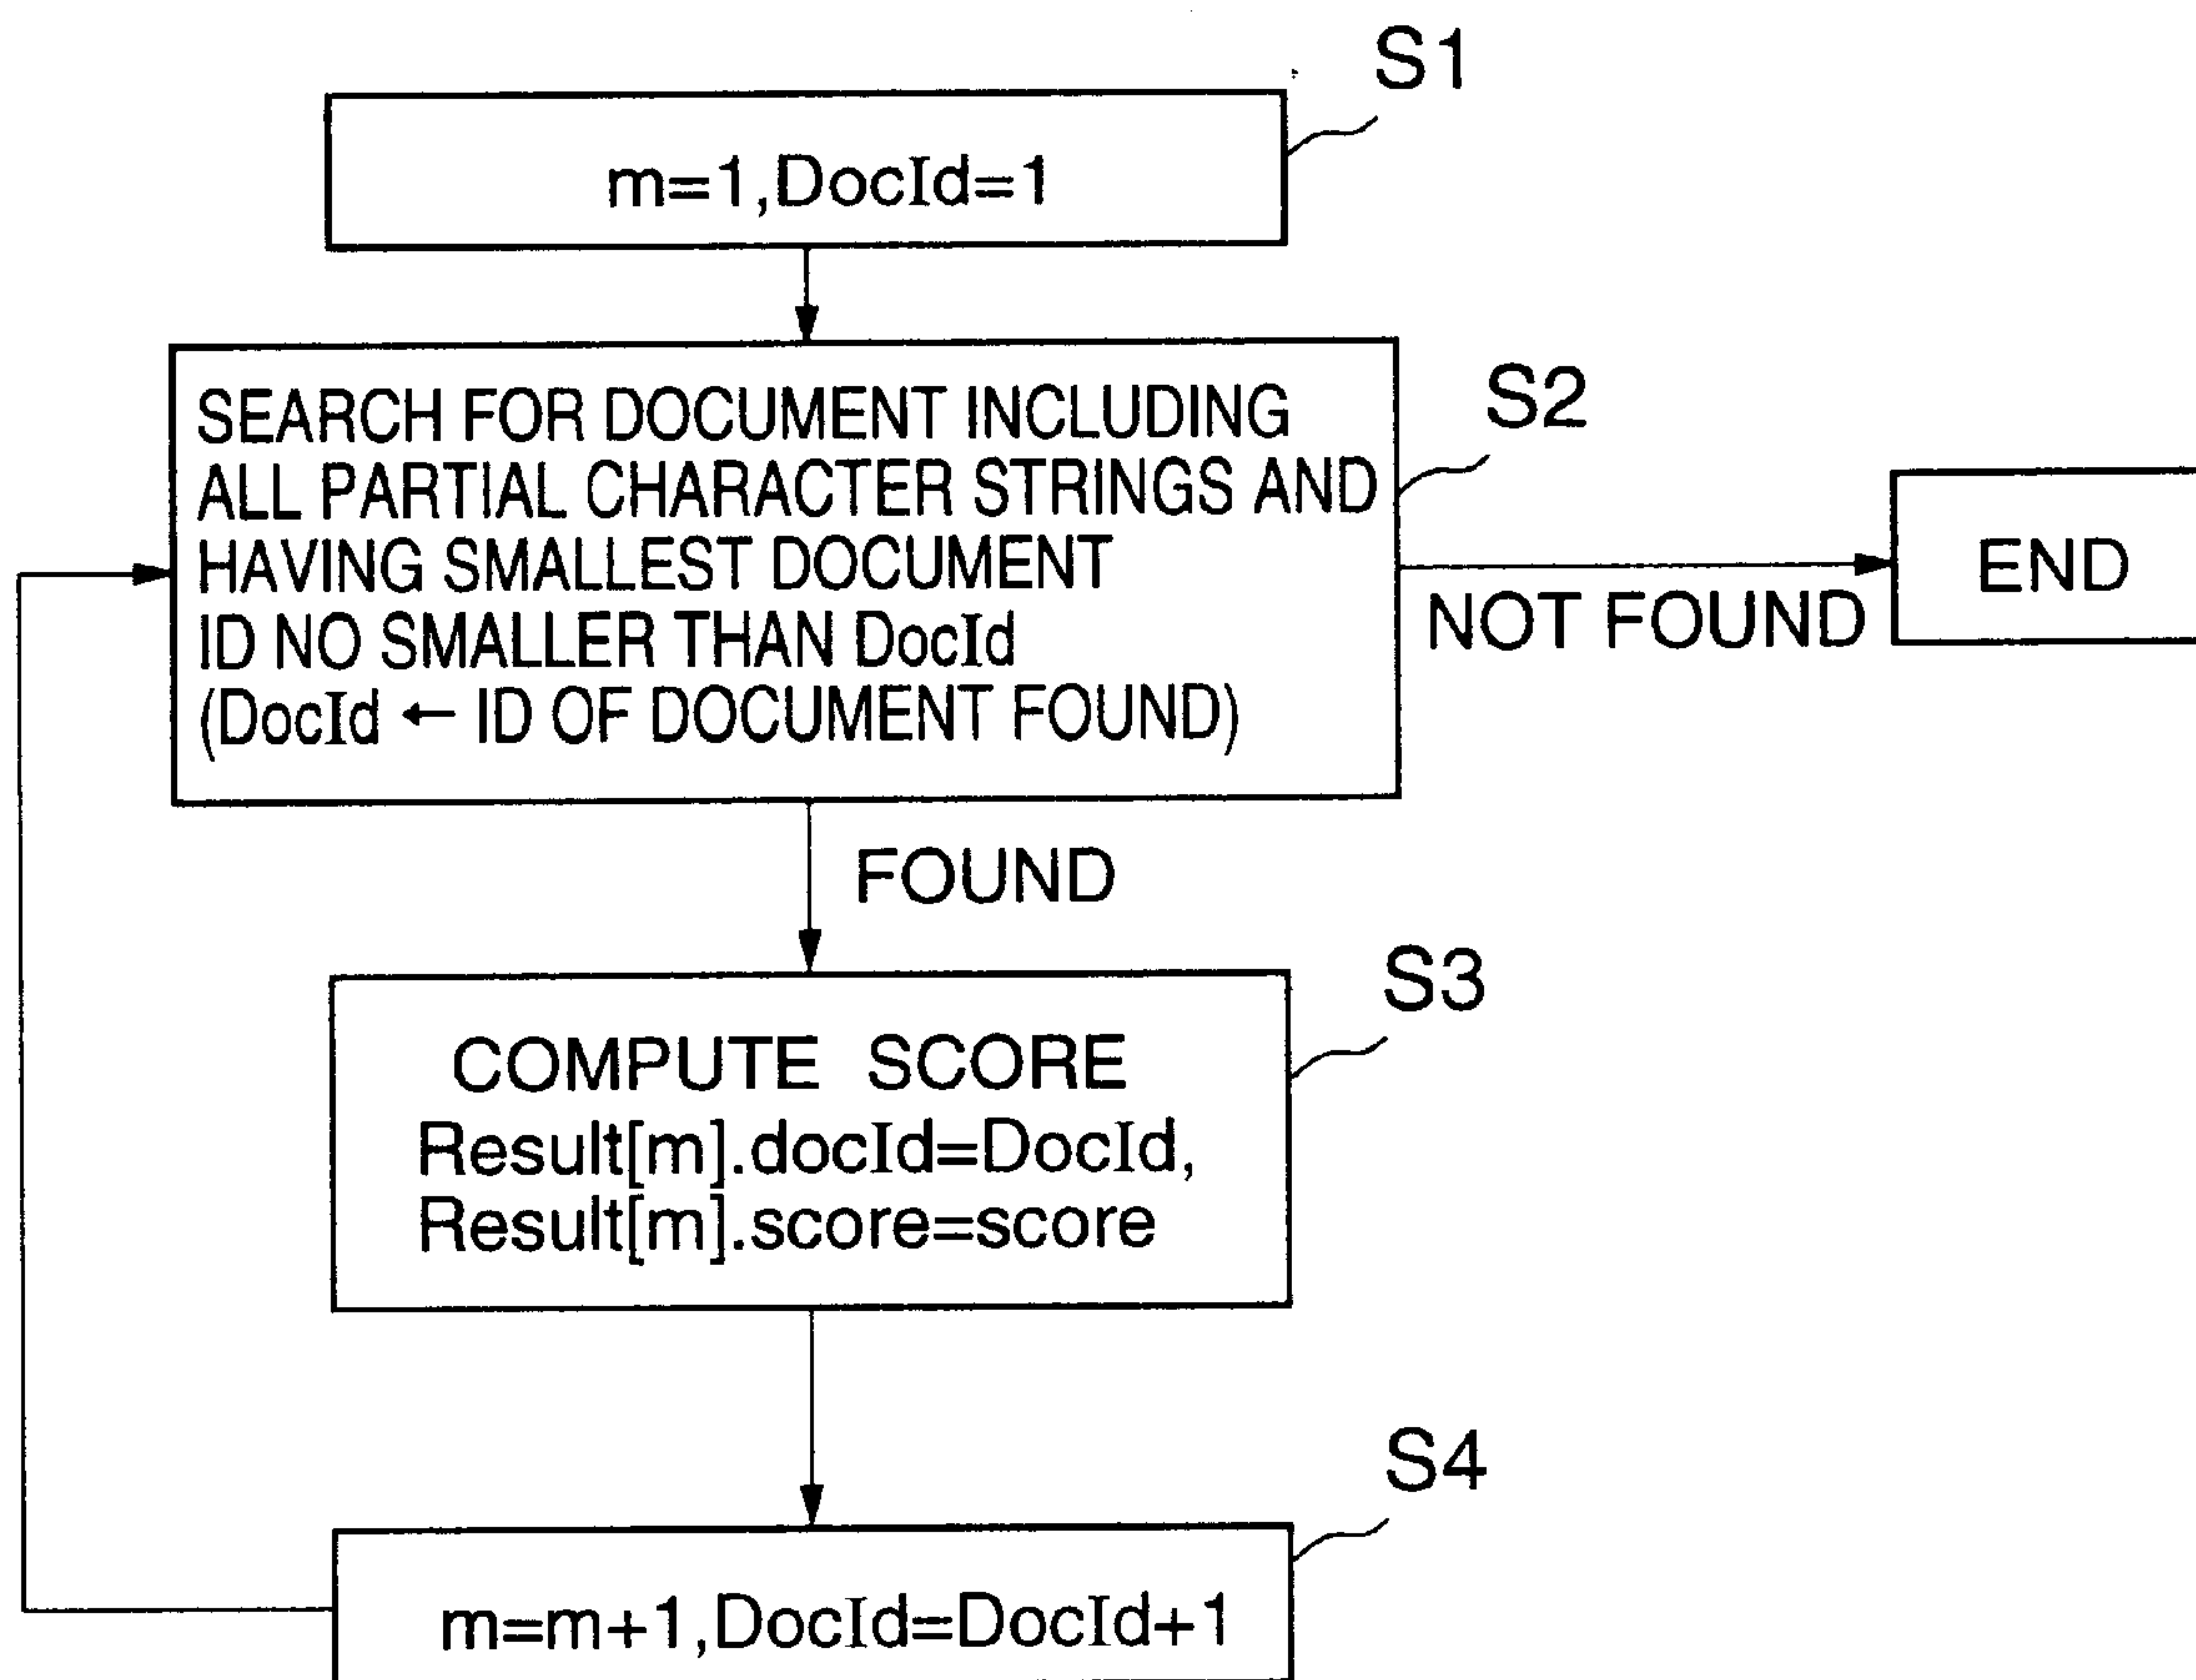 S1
m=1,DocId=1
SEARCH FOR DOCUMENT INCLUDING
ALL PARTIAL CHARACTER STRINGS AND
HAVING SMALLEST DOCUMENT
ID NO SMALLER THAN DocId
(DocId ← ID OF DOCUMENT FOUND)
S2
NOT FOUND
END
FOUND
S3
COMPUTE SCORE
Result[m].docId=DocId,
Result[m].score=score
S4
m=m+1,DocId=DocId+1